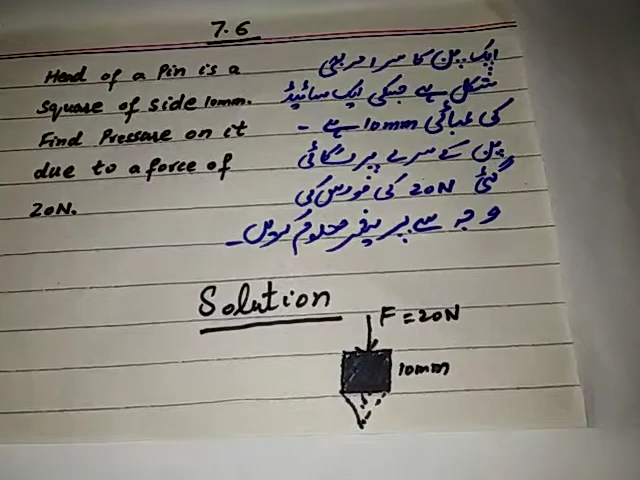 7.6
Head of a Pin is a
square of side 10mm.
Find Pressure on it
due to a force of
20N.
ایک پن کا سرا مربعی
شکل ہے جسکی ایک سائیڈ
کی لمبائی 10mm ہے -
پن کے سرے پر لگائی
گئی 20N کی فورس کی
وجہ سے پریشر معلوم کریں۔
Solution
F = 20N
10mm